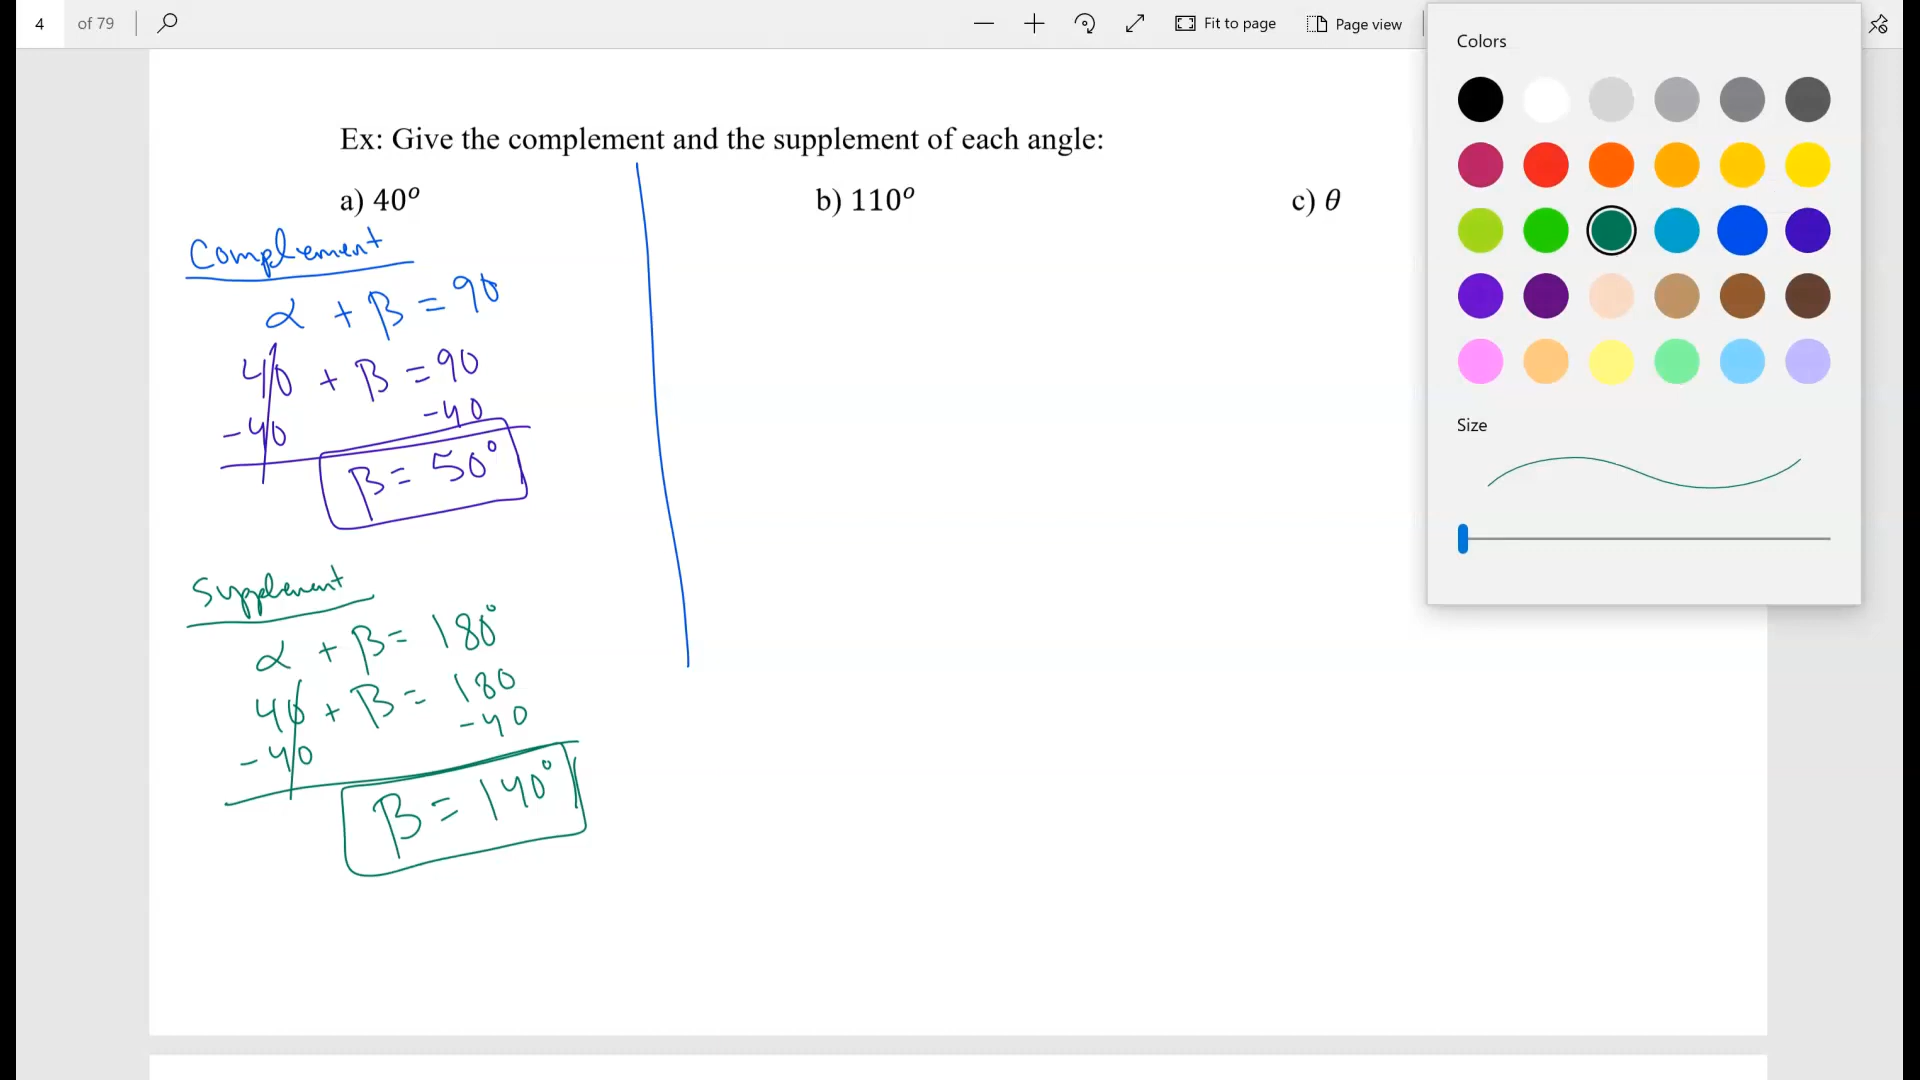 4 of 79 Fit to page Page view
Colors
Ex: Give the complement and the supplement of each angle:
a) 40° b) 110° c) θ
Complement
α + β = 90
40 + β = 90
-40 -40
β = 50°
Size
Supplement
α + β = 180°
40 + β = 180
-40 -40
β = 140°